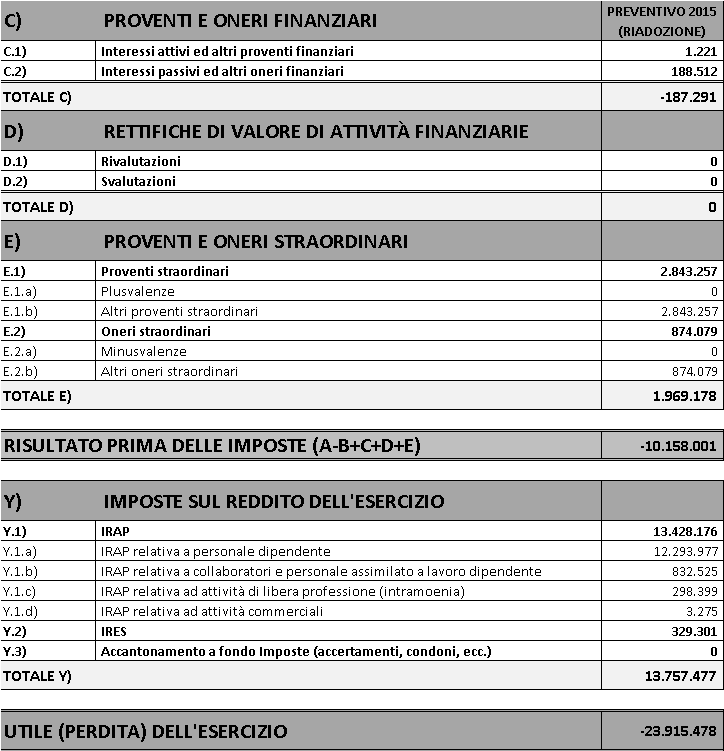 C) PROVENTI E ONERI FINANZIARI PREVENTIVO 2015 (RIADOZIONE)
C.1) Interessi attivi ed altri proventi finanziari 1.221
C.2) Interessi passivi ed altri oneri finanziari 188.512
TOTALE C) -187.291
D) RETTIFICHE DI VALORE DI ATTIVITÀ FINANZIARIE
D.1) Rivalutazioni 0
D.2) Svalutazioni 0
TOTALE D) 0
E) PROVENTI E ONERI STRAORDINARI
E.1) Proventi straordinari 2.843.257
E.1.a) Plusvalenze 0
E.1.b) Altri proventi straordinari 2.843.257
E.2) Oneri straordinari 874.079
E.2.a) Minusvalenze 0
E.2.b) Altri oneri straordinari 874.079
TOTALE E) 1.969.178
RISULTATO PRIMA DELLE IMPOSTE (A-B+C+D+E) -10.158.001
Y) IMPOSTE SUL REDDITO DELL'ESERCIZIO
Y.1) IRAP 13.428.176
Y.1.a) IRAP relativa a personale dipendente 12.293.977
Y.1.b) IRAP relativa a collaboratori e personale assimilato a lavoro dipendente 832.525
Y.1.c) IRAP relativa ad attività di libera professione (intramoenia) 298.399
Y.1.d) IRAP relativa ad attività commerciali 3.275
Y.2) IRES 329.301
Y.3) Accantonamento a fondo Imposte (accertamenti, condoni, ecc.) 0
TOTALE Y) 13.757.477
UTILE (PERDITA) DELL'ESERCIZIO -23.915.478